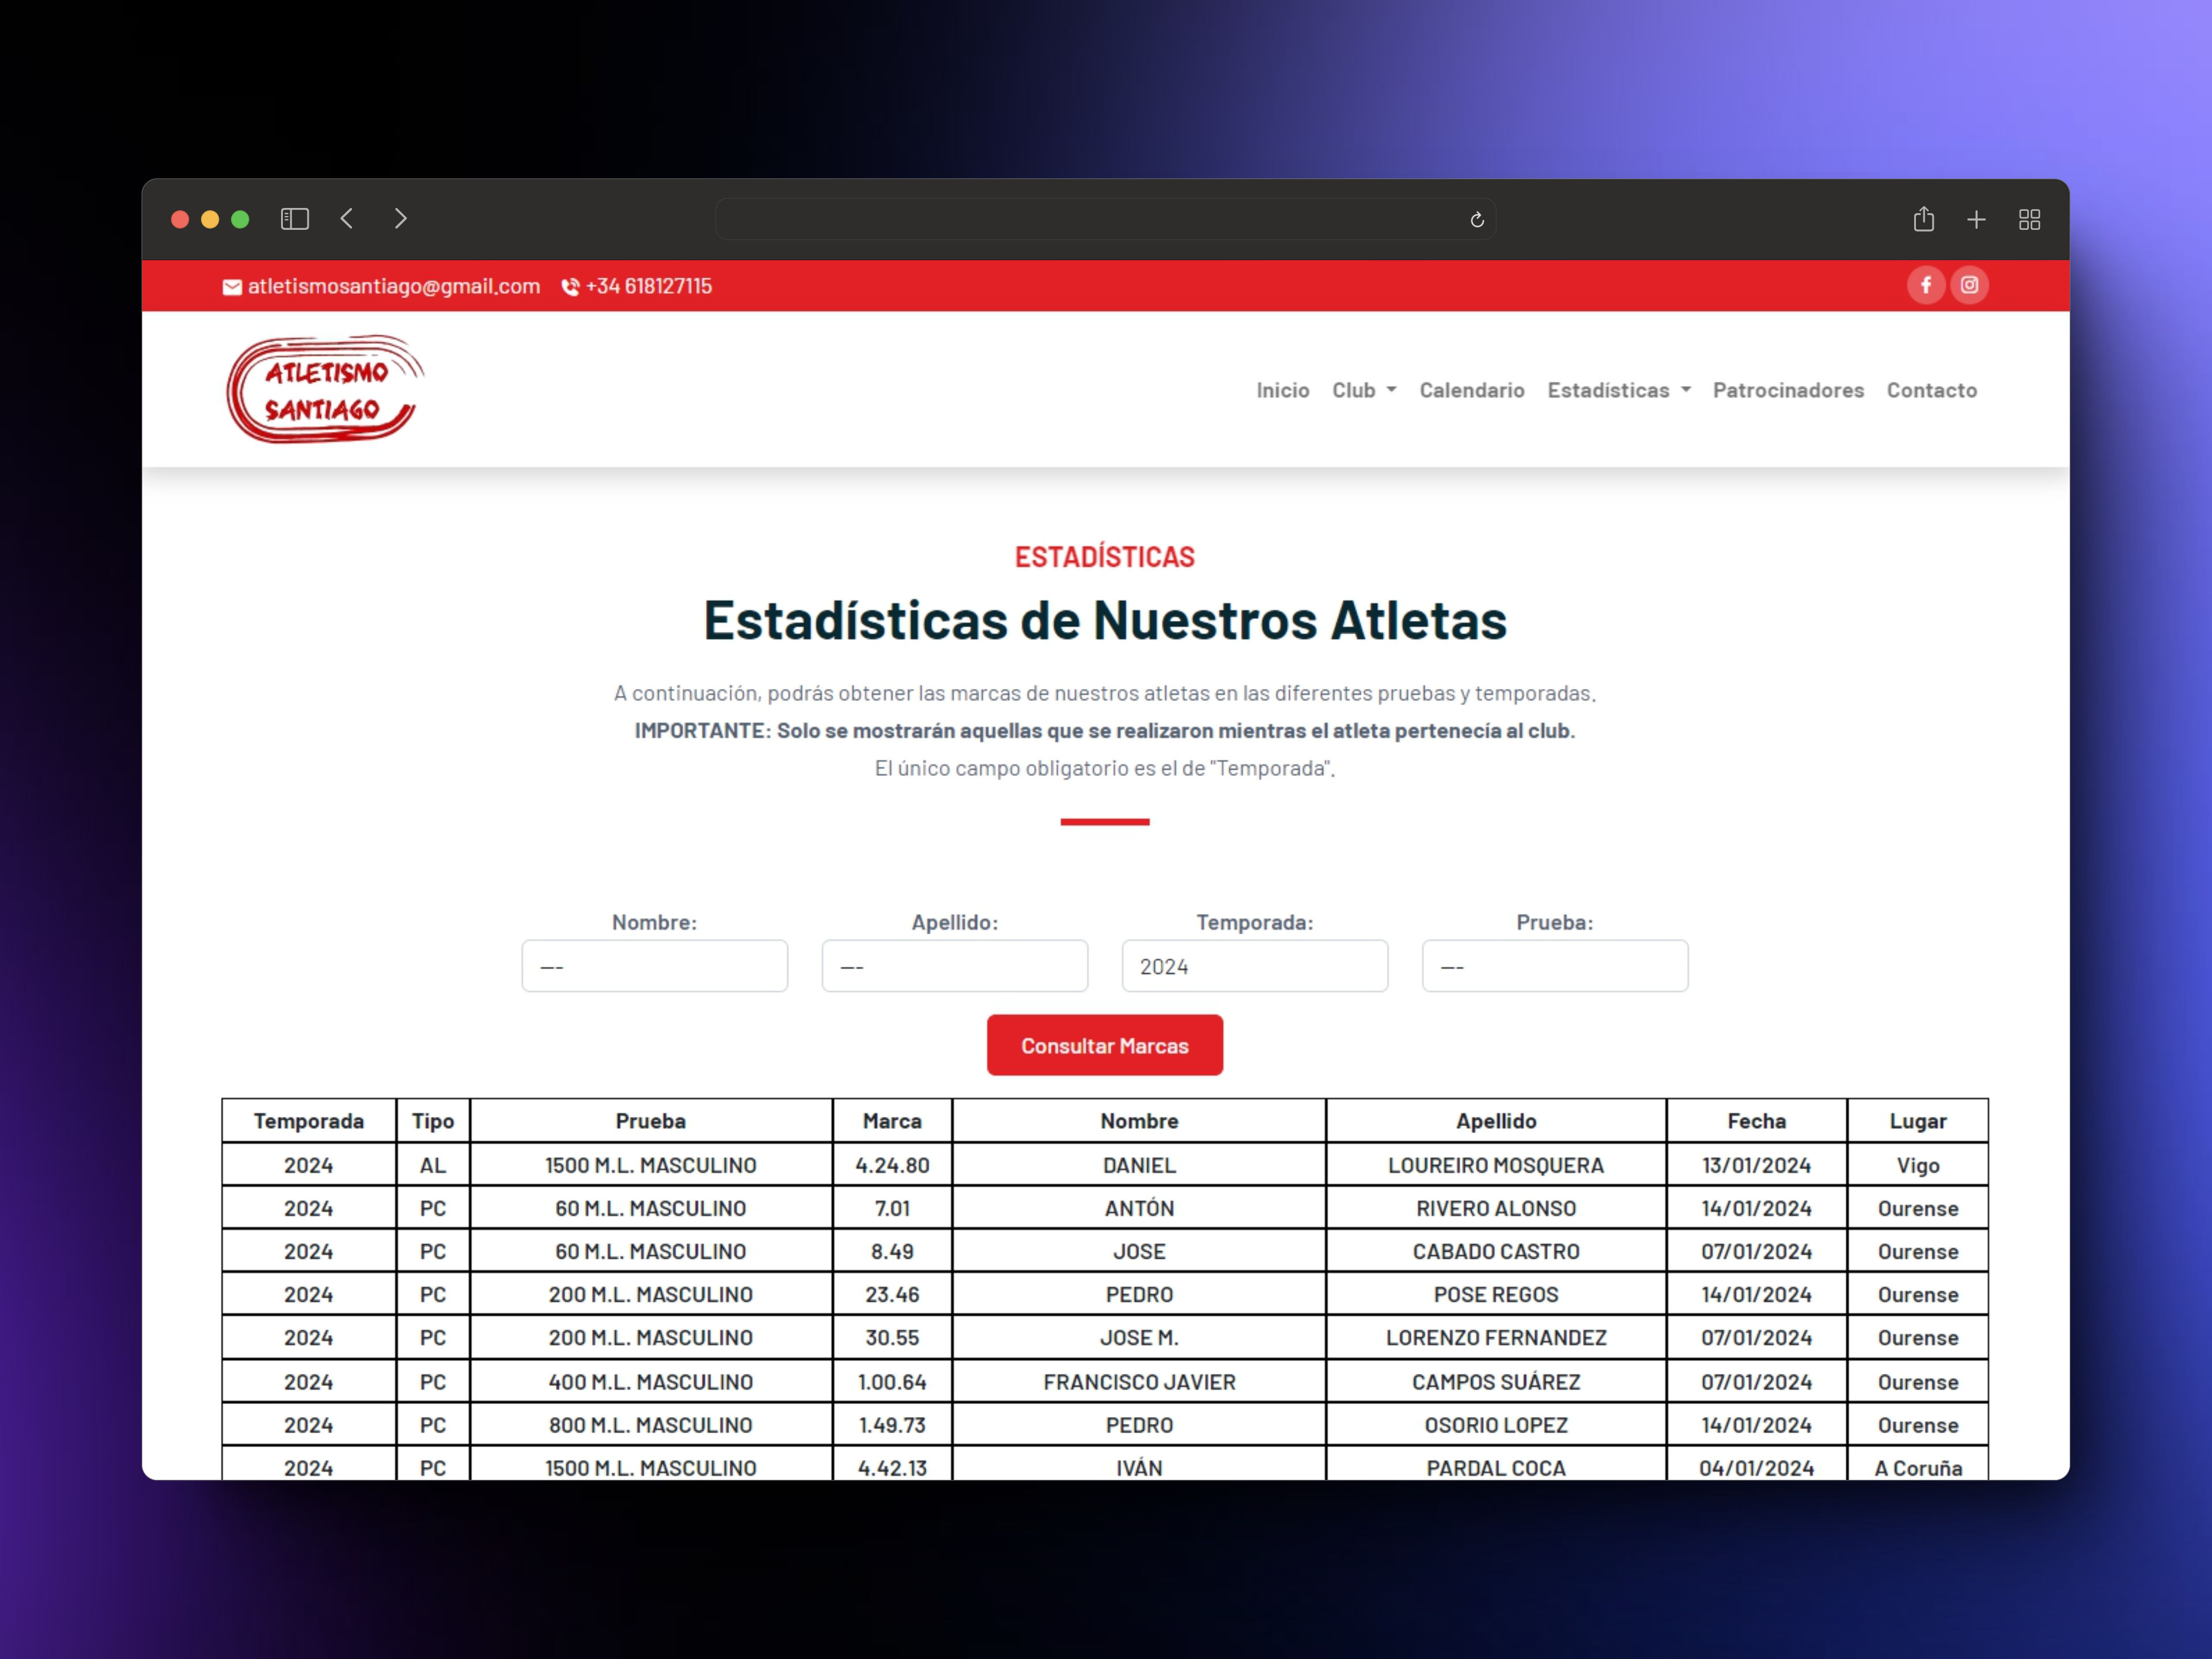 atletismosantiago@gmail.com +34 618127115
ATLETISMO
SANTIAGO
Inicio Club Calendario Estadísticas Patrocinadores Contacto
ESTADÍSTICAS
Estadísticas de Nuestros Atletas
A continuación, podrás obtener las marcas de nuestros atletas en las diferentes pruebas y temporadas.
IMPORTANTE: Solo se mostrarán aquellas que se realizaron mientras el atleta pertenecía al club.
El único campo obligatorio es el de "Temporada".
Nombre: Apellido: Temporada: Prueba:
--- --- 2024 ---
Consultar Marcas
Temporada Tipo Prueba Marca Nombre Apellido Fecha Lugar
2024 AL 1500 M.L. MASCULINO 4.24.80 DANIEL LOUREIRO MOSQUERA 13/01/2024 Vigo
2024 PC 60 M.L. MASCULINO 7.01 ANTÓN RIVERO ALONSO 14/01/2024 Ourense
2024 PC 60 M.L. MASCULINO 8.49 JOSE CABADO CASTRO 07/01/2024 Ourense
2024 PC 200 M.L. MASCULINO 23.46 PEDRO POSE REGOS 14/01/2024 Ourense
2024 PC 200 M.L. MASCULINO 30.55 JOSE M. LORENZO FERNANDEZ 07/01/2024 Ourense
2024 PC 400 M.L. MASCULINO 1.00.64 FRANCISCO JAVIER CAMPOS SUÁREZ 07/01/2024 Ourense
2024 PC 800 M.L. MASCULINO 1.49.73 PEDRO OSORIO LOPEZ 14/01/2024 Ourense
2024 PC 1500 M.L. MASCULINO 4.42.13 IVÁN PARDAL COCA 04/01/2024 A Coruña